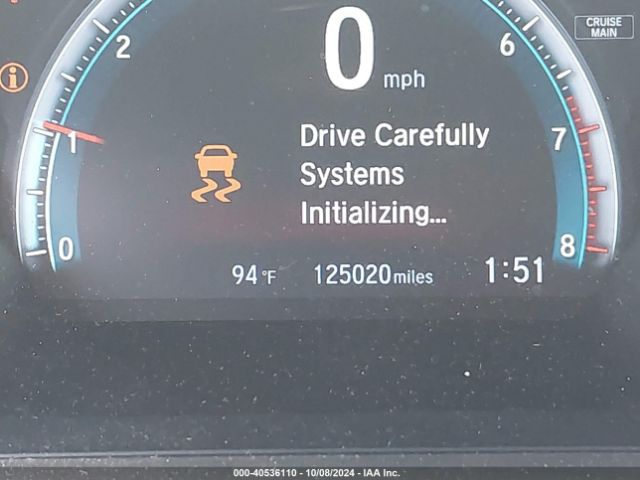 CRUISE
MAIN
2
0
mph
6
1
Drive Carefully
7
Systems
Initializing...
0
94°F
125020 miles
1:51
8
000-40536110 - 10/08/2024 - IAA Inc.